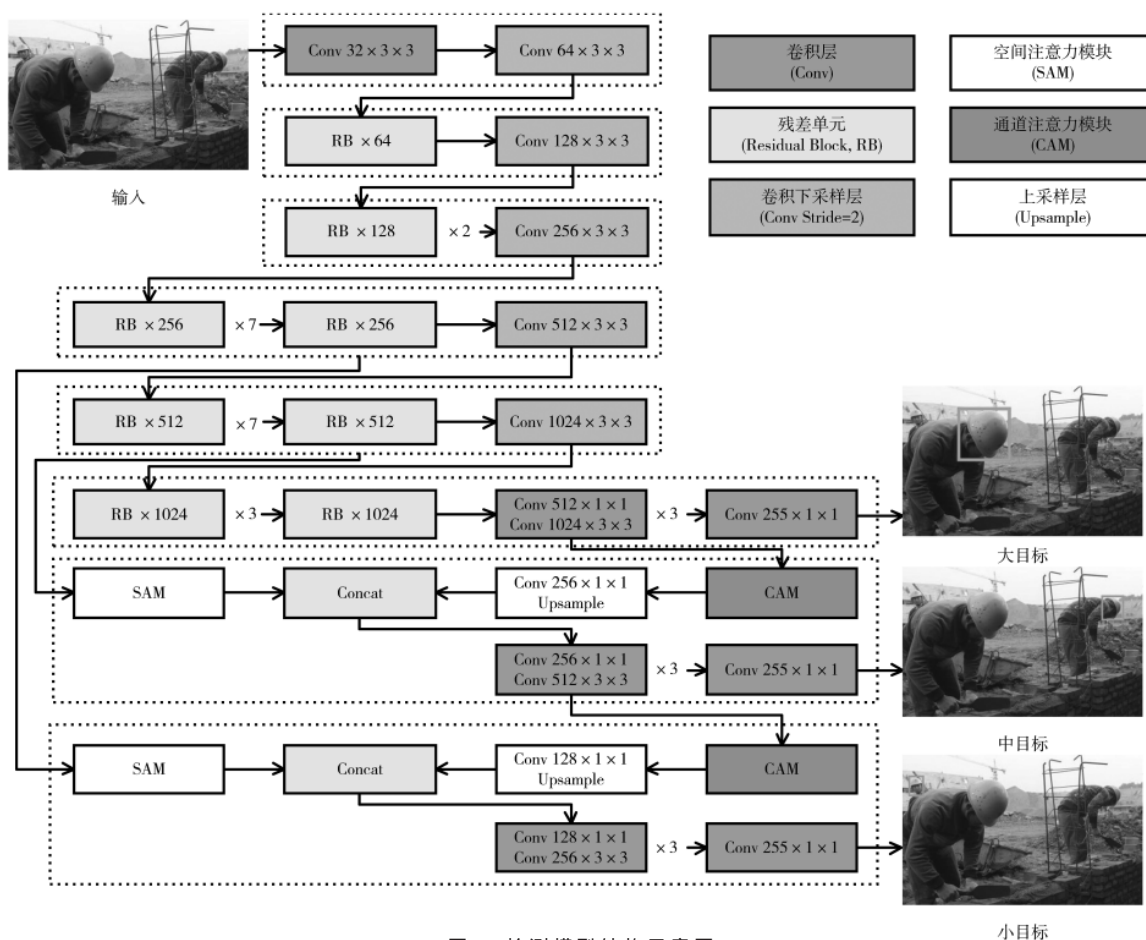 Conv 32 × 3 × 3
Conv 64 × 3 × 3
卷积层
(Conv)
空间注意力模块
(SAM)
RB × 64
Conv 128 × 3 × 3
残差单元
(Residual Block, RB)
通道注意力模块
(CAM)
输入
RB × 128
× 2
Conv 256 × 3 × 3
卷积下采样层
(Conv Stride=2)
上采样层
(Upsample)
RB × 256
× 7
RB × 256
Conv 512 × 3 × 3
RB × 512
× 7
RB × 512
Conv 1024 × 3 × 3
RB × 1024
× 3
RB × 1024
Conv 512 × 1 × 1
Conv 1024 × 3 × 3
× 3
Conv 255 × 1 × 1
大目标
SAM
Concat
Conv 256 × 1 × 1
Upsample
CAM
Conv 256 × 1 × 1
Conv 512 × 3 × 3
× 3
Conv 255 × 1 × 1
中目标
SAM
Concat
Conv 128 × 1 × 1
Upsample
CAM
Conv 128 × 1 × 1
Conv 256 × 3 × 3
× 3
Conv 255 × 1 × 1
小目标